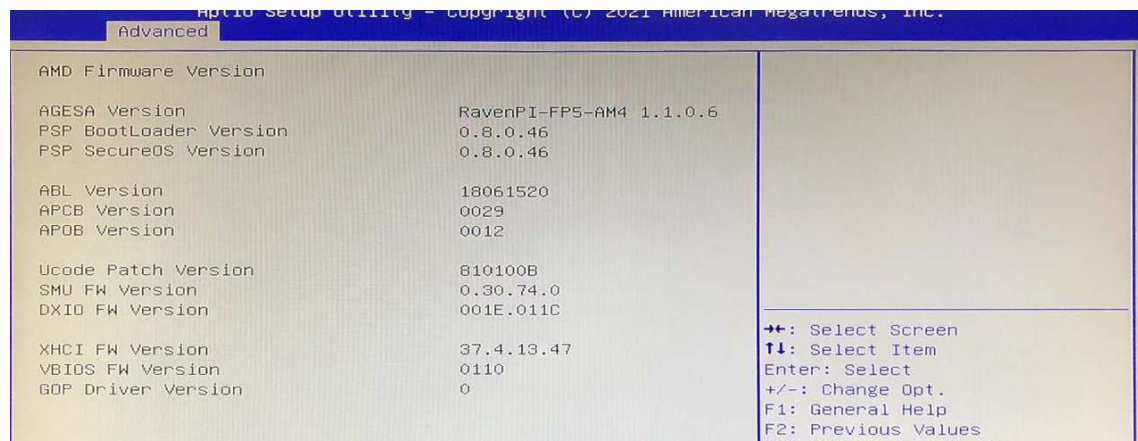 Aptio Setup Utility – Copyright (C) 2021 American Megatrends, Inc.
Advanced
AMD Firmware Version
AGESA Version RavenPI-FP5-AM4 1.1.0.6
PSP BootLoader Version 0.8.0.46
PSP SecureOS Version 0.8.0.46
ABL Version 18061520
APCB Version 0029
APOB Version 0012
Ucode Patch Version 810100B
SMU FW Version 0.30.74.0
DXIO FW Version 001E.011C
XHCI FW Version 37.4.13.47
VBIOS FW Version 0110
GOP Driver Version 0
→←: Select Screen
↑↓: Select Item
Enter: Select
+/-: Change Opt.
F1: General Help
F2: Previous Values